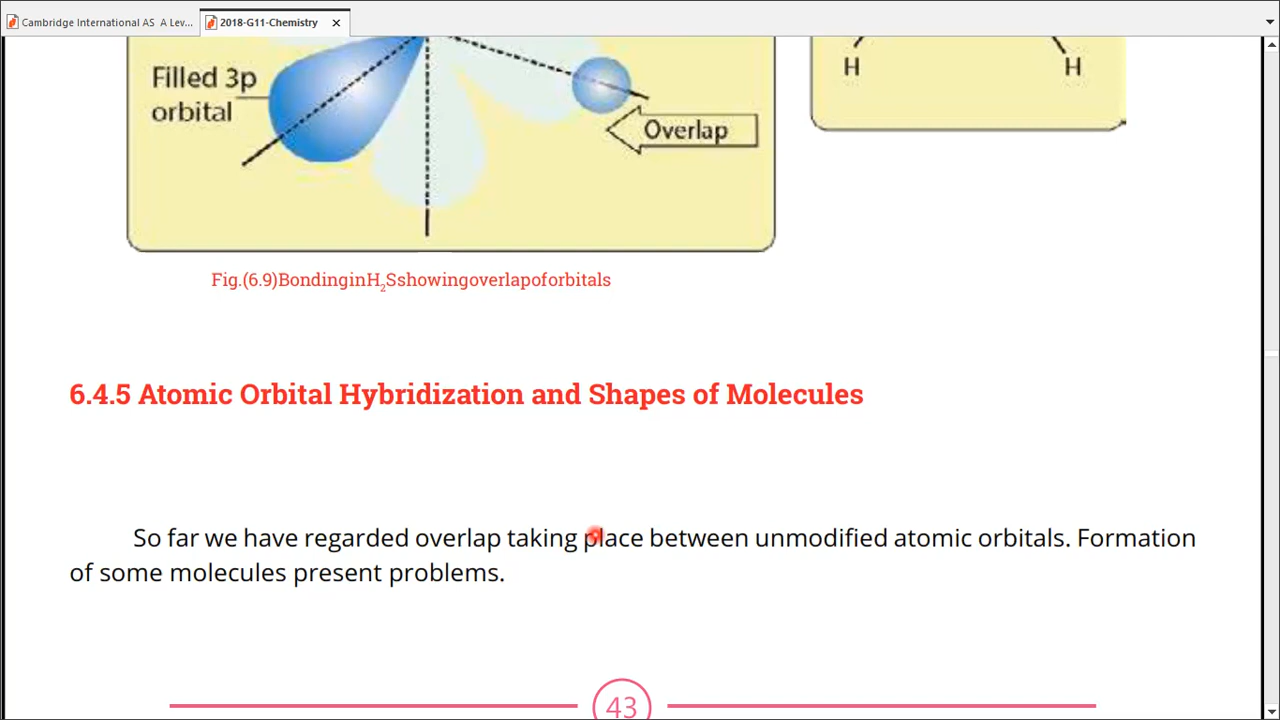 Cambridge International AS A Lev...
2018-G11-Chemistry
Filled 3p
orbital
Overlap
H
H
Fig.(6.9)BondinginH₂Sshowingoverlapoforbitals
6.4.5 Atomic Orbital Hybridization and Shapes of Molecules
So far we have regarded overlap taking place between unmodified atomic orbitals. Formation
of some molecules present problems.
43